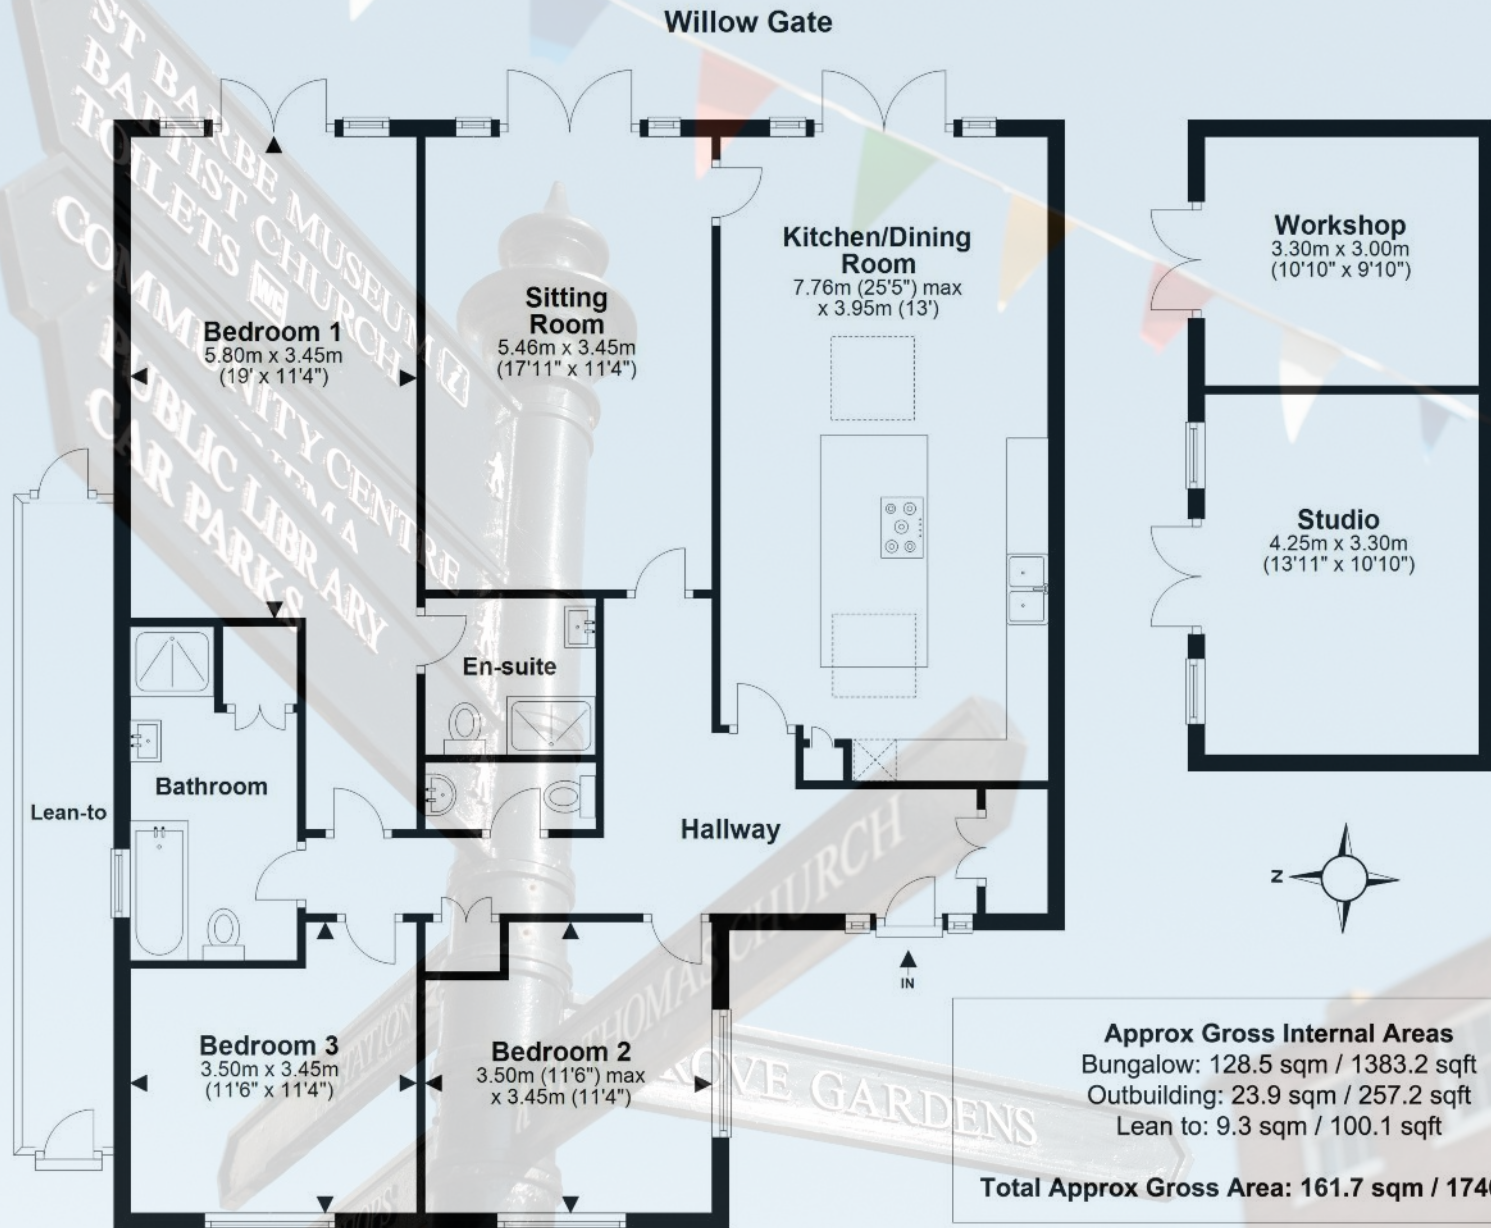 Willow Gate
ST BARBE MUSEUM i
BAPTIST CHURCH
TOILETS WC
COMMUNITY CENTRE
PUBLIC LIBRARY
CAR PARKS
Bedroom 1
5.80m x 3.45m
(19' x 11'4")
Sitting
Room
5.46m x 3.45m
(17'11" x 11'4")
Kitchen/Dining
Room
7.76m (25'5") max
x 3.95m (13')
Workshop
3.30m x 3.00m
(10'10" x 9'10")
Studio
4.25m x 3.30m
(13'11" x 10'10")
En-suite
Bathroom
Lean-to
Hallway
THOMAS CHURCH
STATION
GROVE GARDENS
IN
N
Bedroom 3
3.50m x 3.45m
(11'6" x 11'4")
Bedroom 2
3.50m (11'6") max
x 3.45m (11'4")
Approx Gross Internal Areas
Bungalow: 128.5 sqm / 1383.2 sqft
Outbuilding: 23.9 sqm / 257.2 sqft
Lean to: 9.3 sqm / 100.1 sqft
Total Approx Gross Area: 161.7 sqm / 174